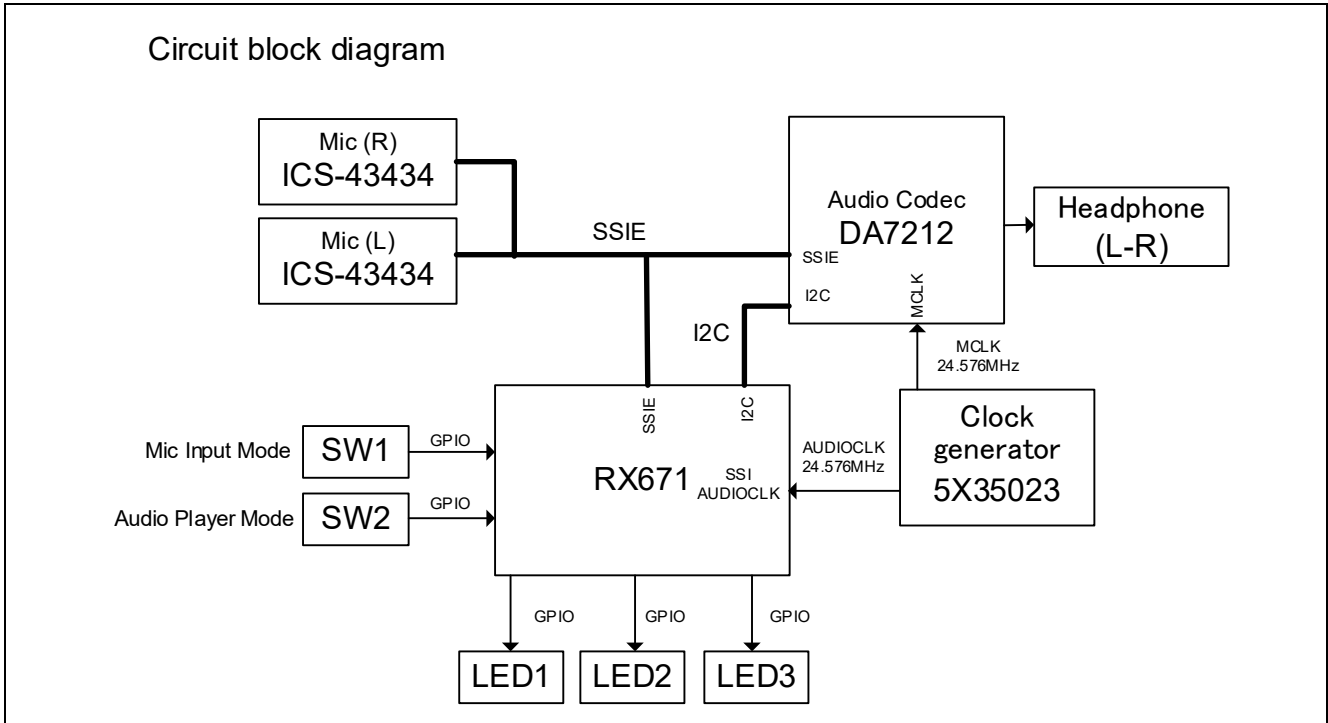 Circuit block diagram
Mic (R)
ICS-43434
Mic (L)
ICS-43434
SSIE
Audio Codec
DA7212
SSIE
I2C
MCLK
Headphone
(L-R)
I2C
MCLK
24.576MHz
Clock
generator
5X35023
AUDIOCLK
24.576MHz
SSIE
I2C
RX671
SSI
AUDIOCLK
Mic Input Mode
SW1
GPIO
Audio Player Mode
SW2
GPIO
GPIO
GPIO
GPIO
LED1
LED2
LED3